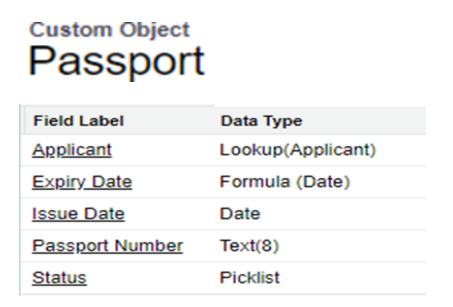 Custom Object
Passport
Field Label Data Type
Applicant Lookup(Applicant)
Expiry Date Formula (Date)
Issue Date Date
Passport Number Text(8)
Status Picklist